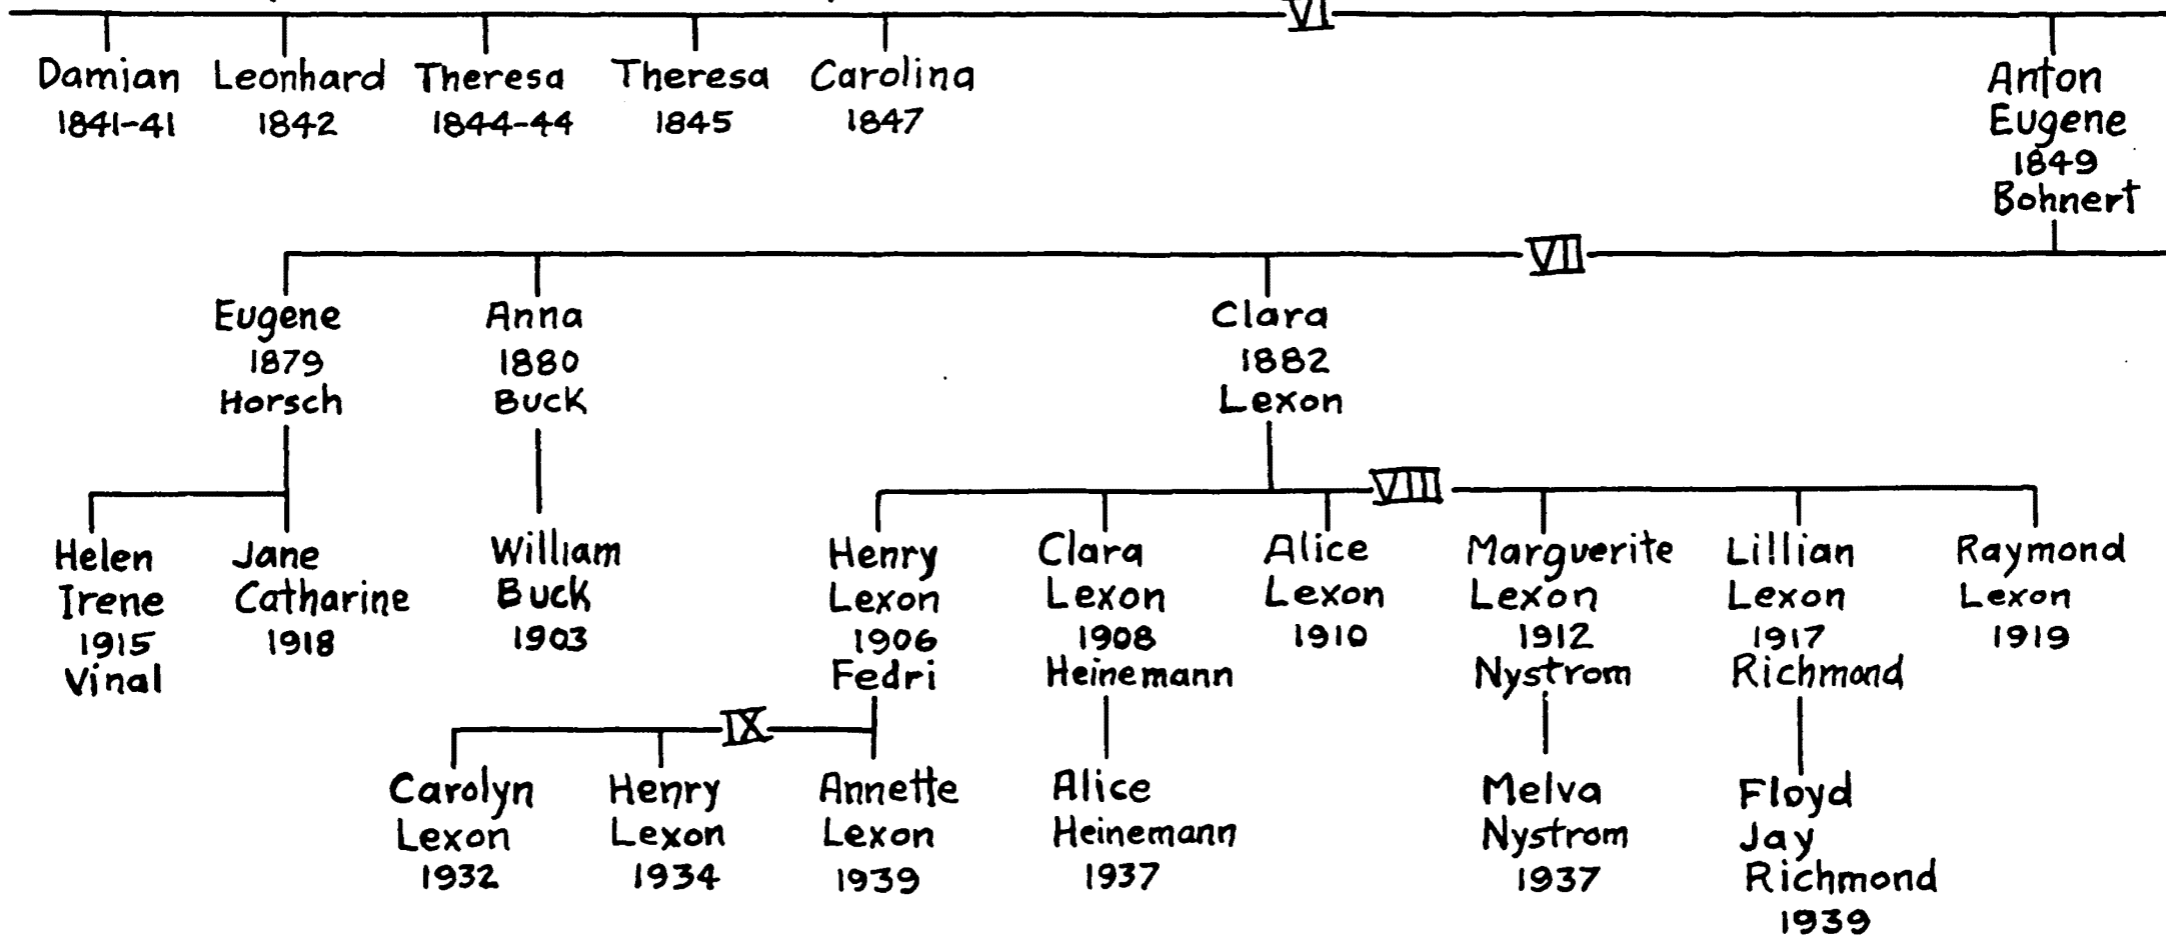 VI
Damian
1841-41
Leonhard
1842
Theresa
1844-44
Theresa
1845
Carolina
1847
Anton
Eugene
1849
Bohnert
VII
Eugene
1879
Horsch
Anna
1880
Buck
Clara
1882
Lexon
VIII
Helen
Irene
1915
Vinal
Jane
Catharine
1918
William
Buck
1903
Henry
Lexon
1906
Fedri
Clara
Lexon
1908
Heinemann
Alice
Lexon
1910
Marguerite
Lexon
1912
Nystrom
Lillian
Lexon
1917
Richmond
Raymond
Lexon
1919
IX
Carolyn
Lexon
1932
Henry
Lexon
1934
Annette
Lexon
1939
Alice
Heinemann
1937
Melva
Nystrom
1937
Floyd
Jay
Richmond
1939